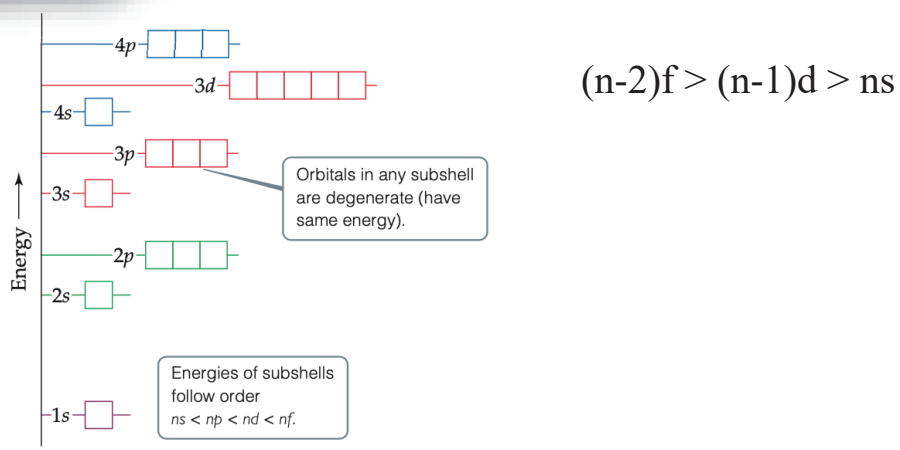 4p
3d
(n-2)f > (n-1)d > ns
4s
3p
Orbitals in any subshell
are degenerate (have
same energy).
3s
Energy
2p
2s
Energies of subshells
follow order
ns < np < nd < nf.
1s